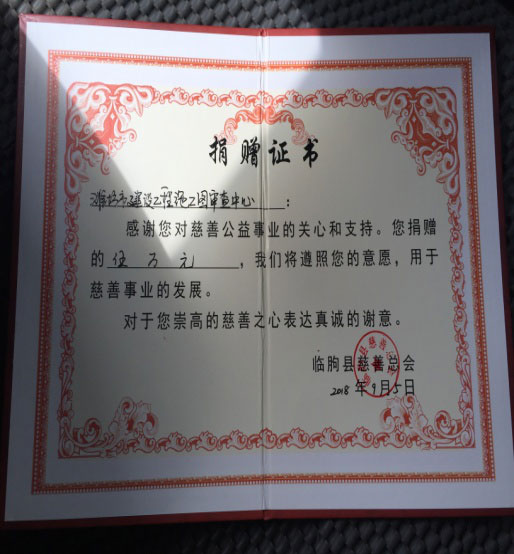 捐赠证书
潍坊市建设工程施工图审查中心：
感谢您对慈善公益事业的关心和支持。您捐赠
的伍万元，我们将遵照您的意愿，用于
慈善事业的发展。
对于您崇高的慈善之心表达真诚的谢意。
临朐县慈善总会
2018年9月5日